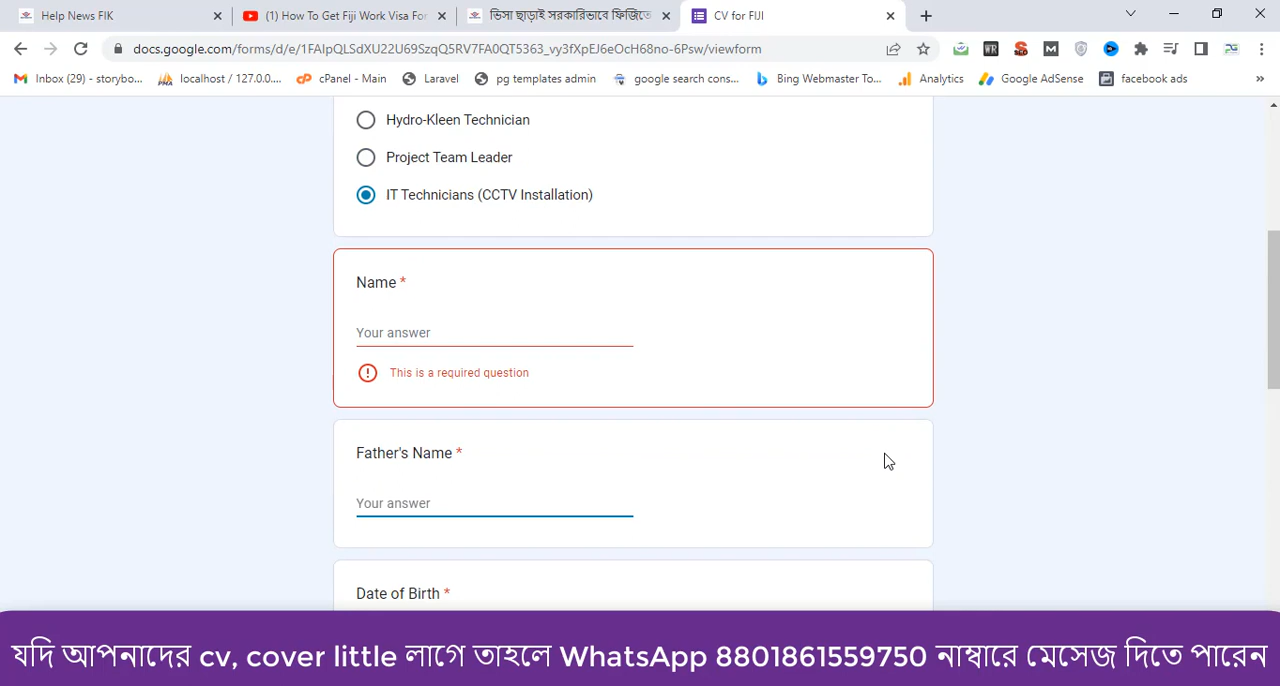 Help News FIK
(1) How To Get Fiji Work Visa For
ভিসা ছাড়াই সরকারিভাবে ফিজিতে
CV for FIJI
docs.google.com/forms/d/e/1FAIpQLSdXU22U69SzqQ5RV7FA0QT5363_vy3fXpEJ6eOcH68no-6Psw/viewform
Inbox (29) - storybo...
localhost / 127.0.0....
cPanel - Main
Laravel
pg templates admin
google search cons...
Bing Webmaster To...
Analytics
Google AdSense
facebook ads
Hydro-Kleen Technician
Project Team Leader
IT Technicians (CCTV Installation)
Name *
Your answer
This is a required question
Father's Name *
Your answer
Date of Birth *
যদি আপনাদের cv, cover little লাগে তাহলে WhatsApp 8801861559750 নাম্বারে মেসেজ দিতে পারেন